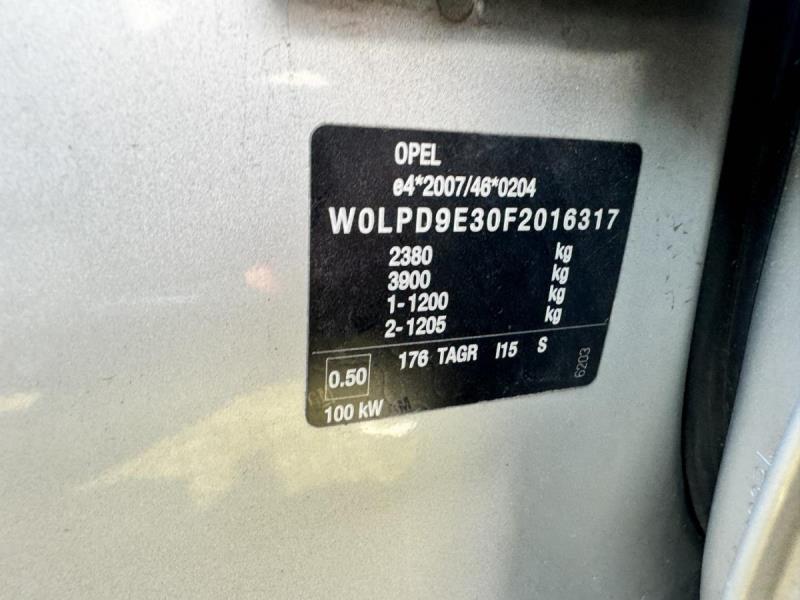 OPEL
e4*2007/46*0204
W0LPD9E30F2016317
2380 kg
3900 kg
1-1200 kg
2-1205 kg
176 TAGR I15 S
6203
0.50
100 kW